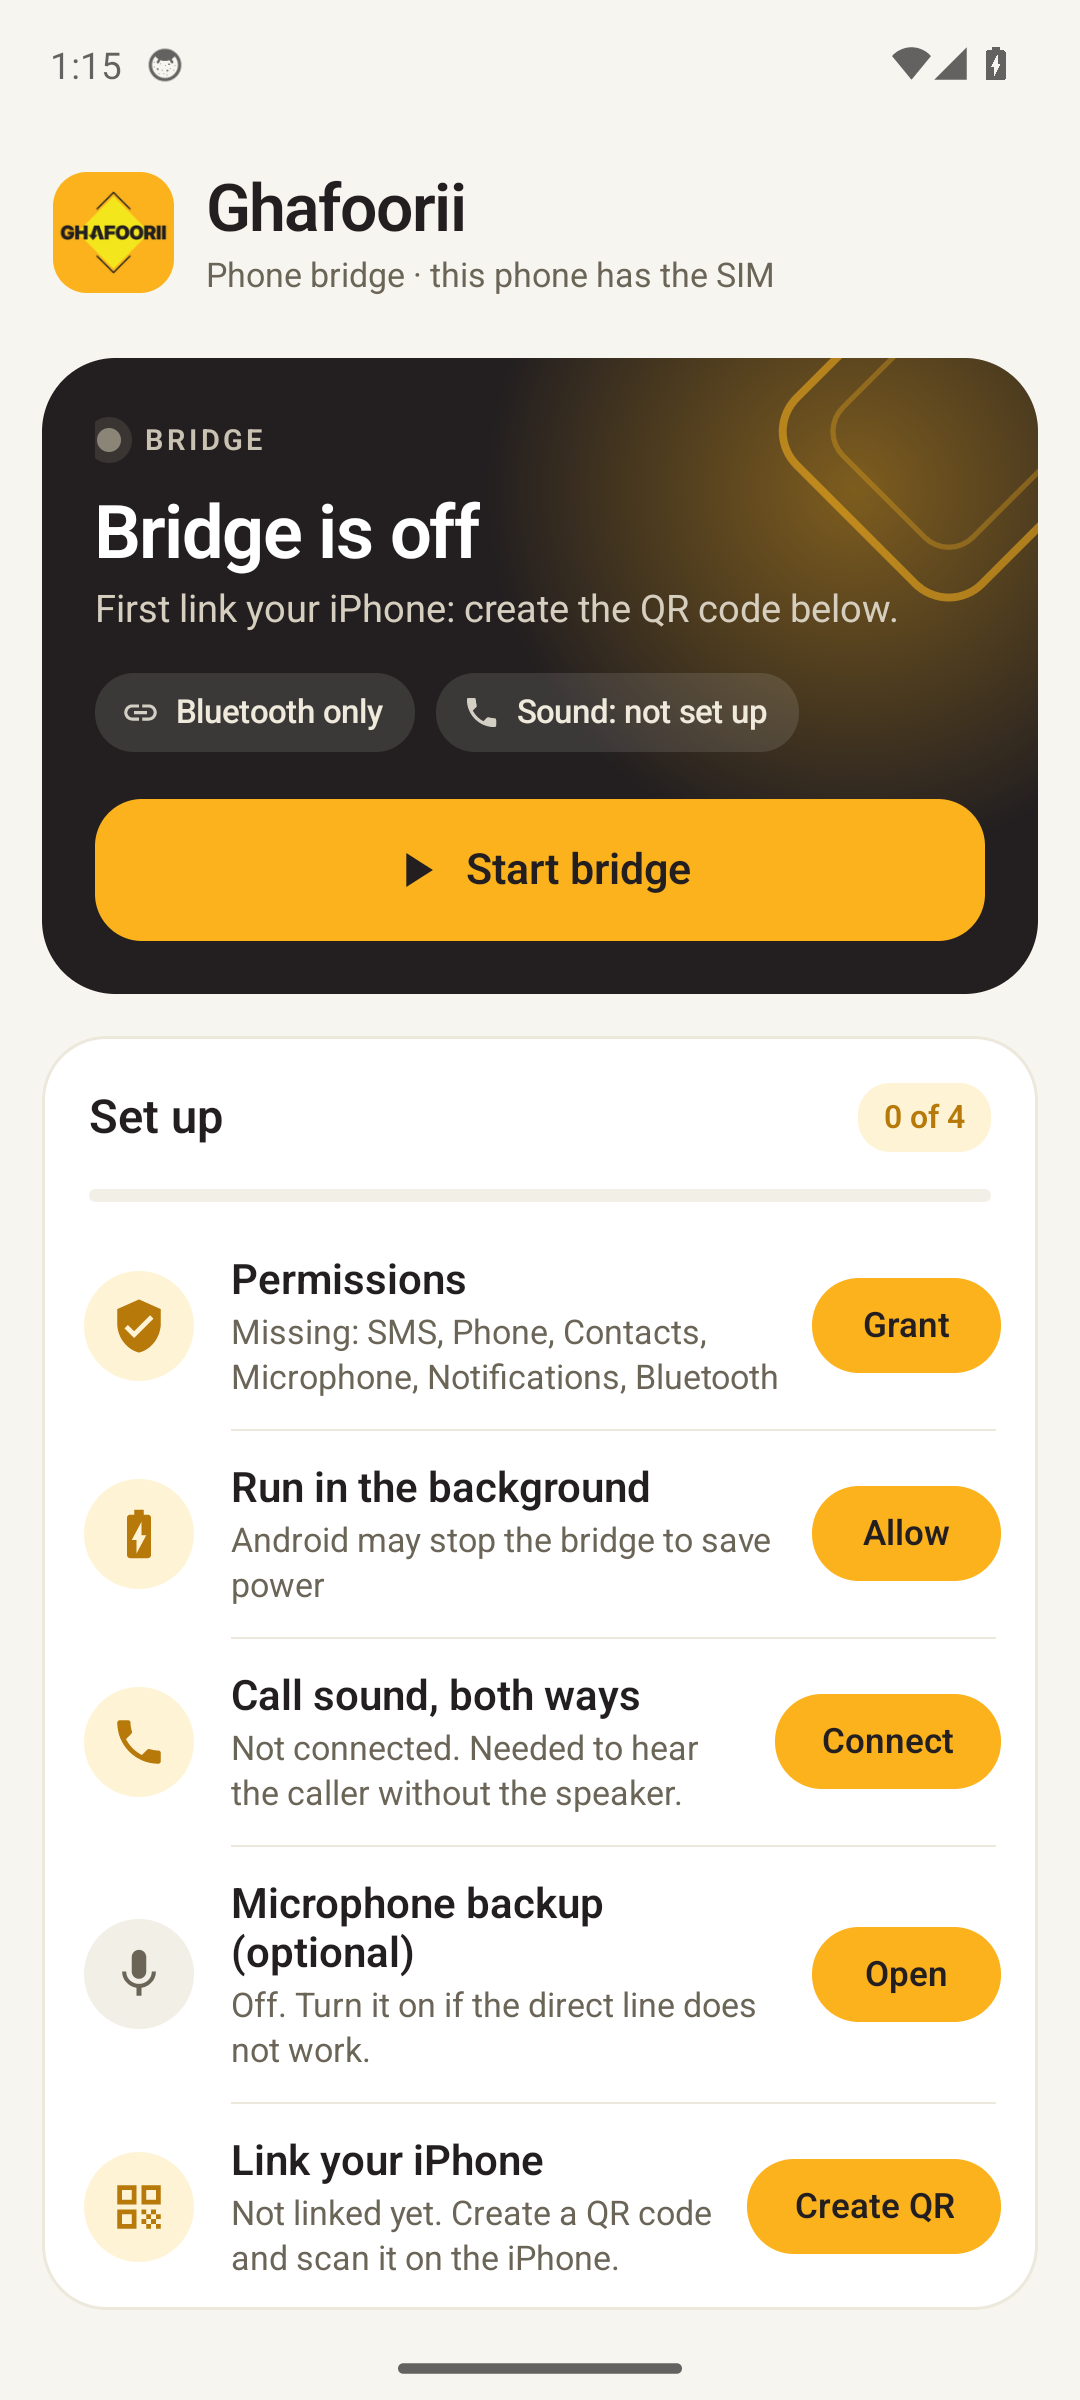 1:15
GHAFOORII
Ghafoorii
Phone bridge · this phone has the SIM
BRIDGE
Bridge is off
First link your iPhone: create the QR code below.
Bluetooth only
Sound: not set up
Start bridge
Set up
0 of 4
Permissions
Missing: SMS, Phone, Contacts,
Microphone, Notifications, Bluetooth
Grant
Run in the background
Android may stop the bridge to save
power
Allow
Call sound, both ways
Not connected. Needed to hear
the caller without the speaker.
Connect
Microphone backup
(optional)
Off. Turn it on if the direct line does
not work.
Open
Link your iPhone
Not linked yet. Create a QR code
and scan it on the iPhone.
Create QR